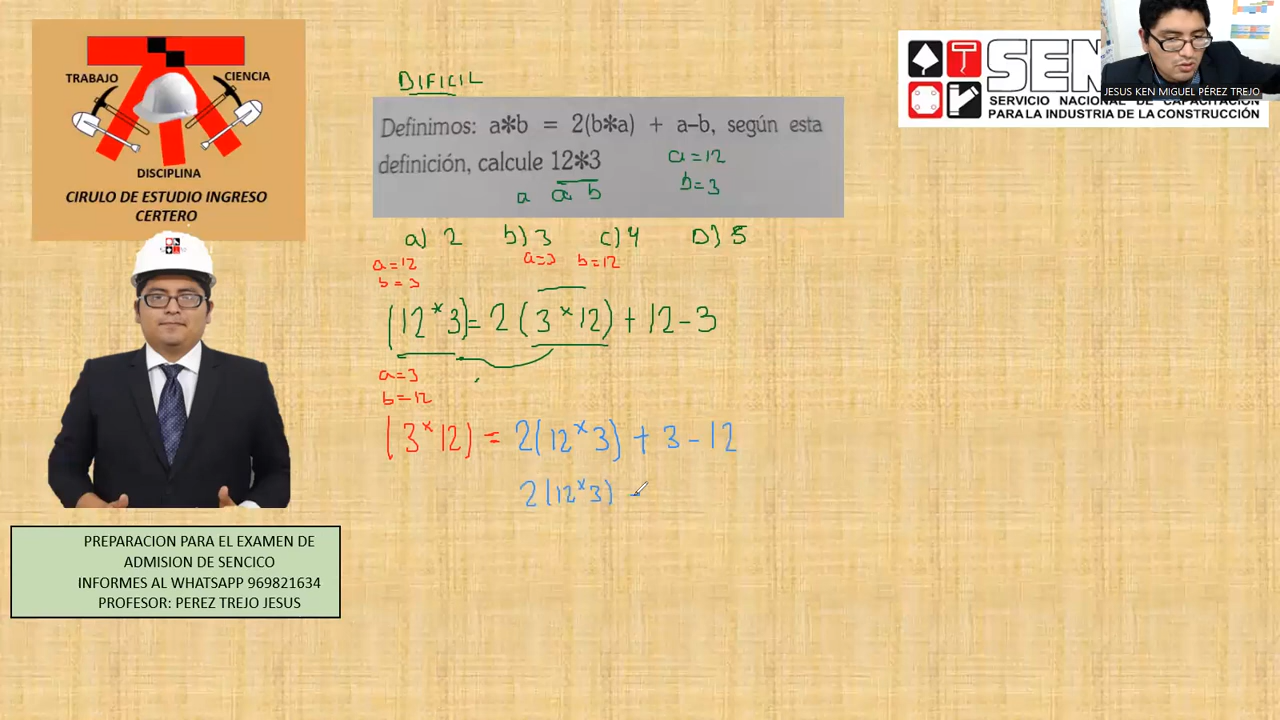 TRABAJO
CIENCIA
DISCIPLINA
CIRULO DE ESTUDIO INGRESO
CERTERO
DIFICIL
Definimos: a*b = 2(b*a) + a-b, según esta
definición, calcule 12*3
a=12
b=3
a a b
a) 2 b) 3 c) 4 D) 5
a=12
b=3
a=3 b=12
(12*3)=2(3*12)+12-3
a=3
b=12
(3*12)=2(12*3)+3-12
2(12*3) -
SEN
SERVICIO NACIONAL DE CAPACITACIÓN
PARA LA INDUSTRIA DE LA CONSTRUCCIÓN
JESUS KEN MIGUEL PÉREZ TREJO
PREPARACION PARA EL EXAMEN DE
ADMISION DE SENCICO
INFORMES AL WHATSAPP 969821634
PROFESOR: PEREZ TREJO JESUS